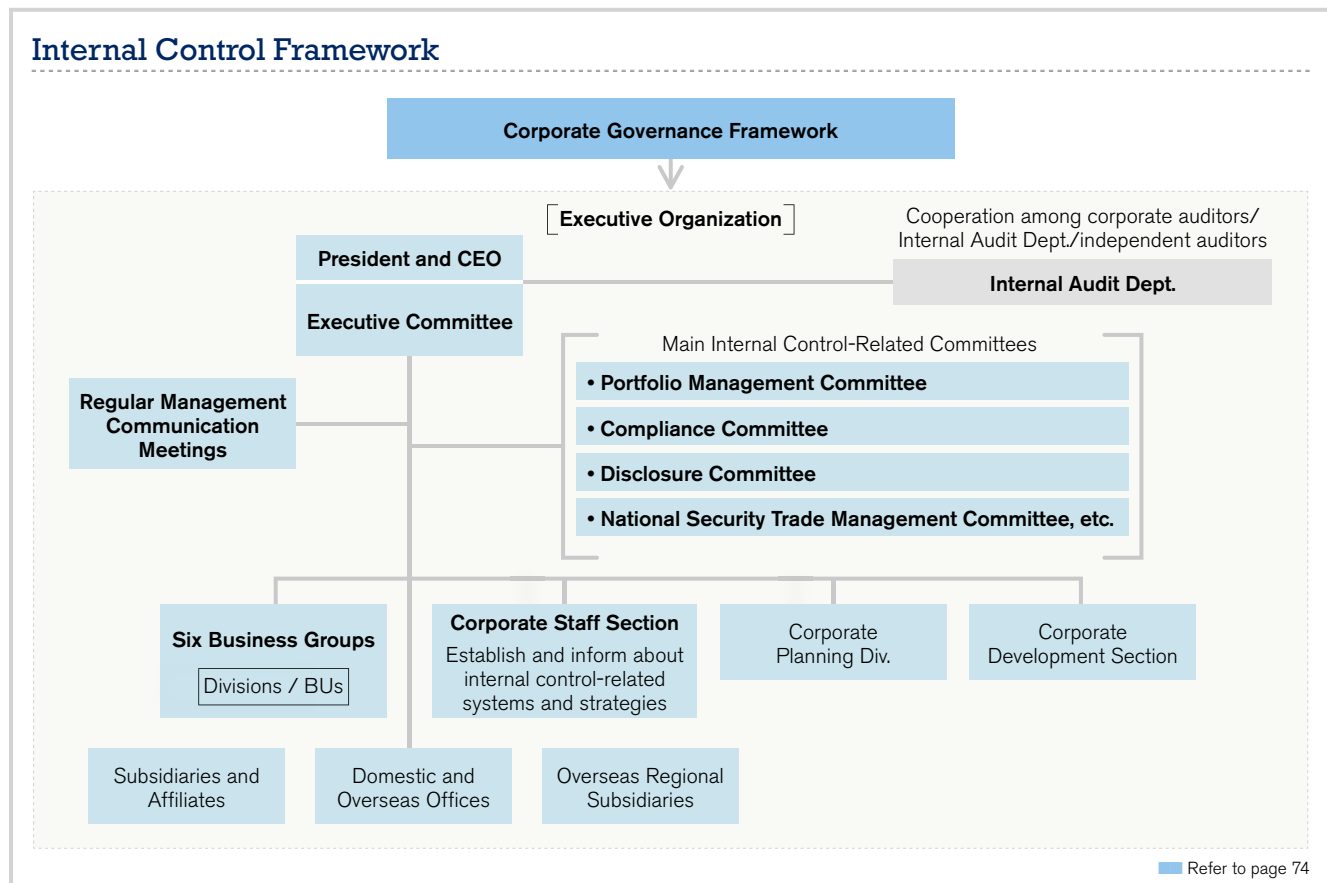 Internal Control Framework
Corporate Governance Framework
Executive Organization
Cooperation among corporate auditors/
Internal Audit Dept./independent auditors
President and CEO
Internal Audit Dept.
Executive Committee
Main Internal Control-Related Committees
• Portfolio Management Committee
Regular Management
Communication
Meetings
• Compliance Committee
• Disclosure Committee
• National Security Trade Management Committee, etc.
Six Business Groups
Divisions / BUs
Corporate Staff Section
Establish and inform about
internal control-related
systems and strategies
Corporate
Planning Div.
Corporate
Development Section
Subsidiaries and
Affiliates
Domestic and
Overseas Offices
Overseas Regional
Subsidiaries
Refer to page 74